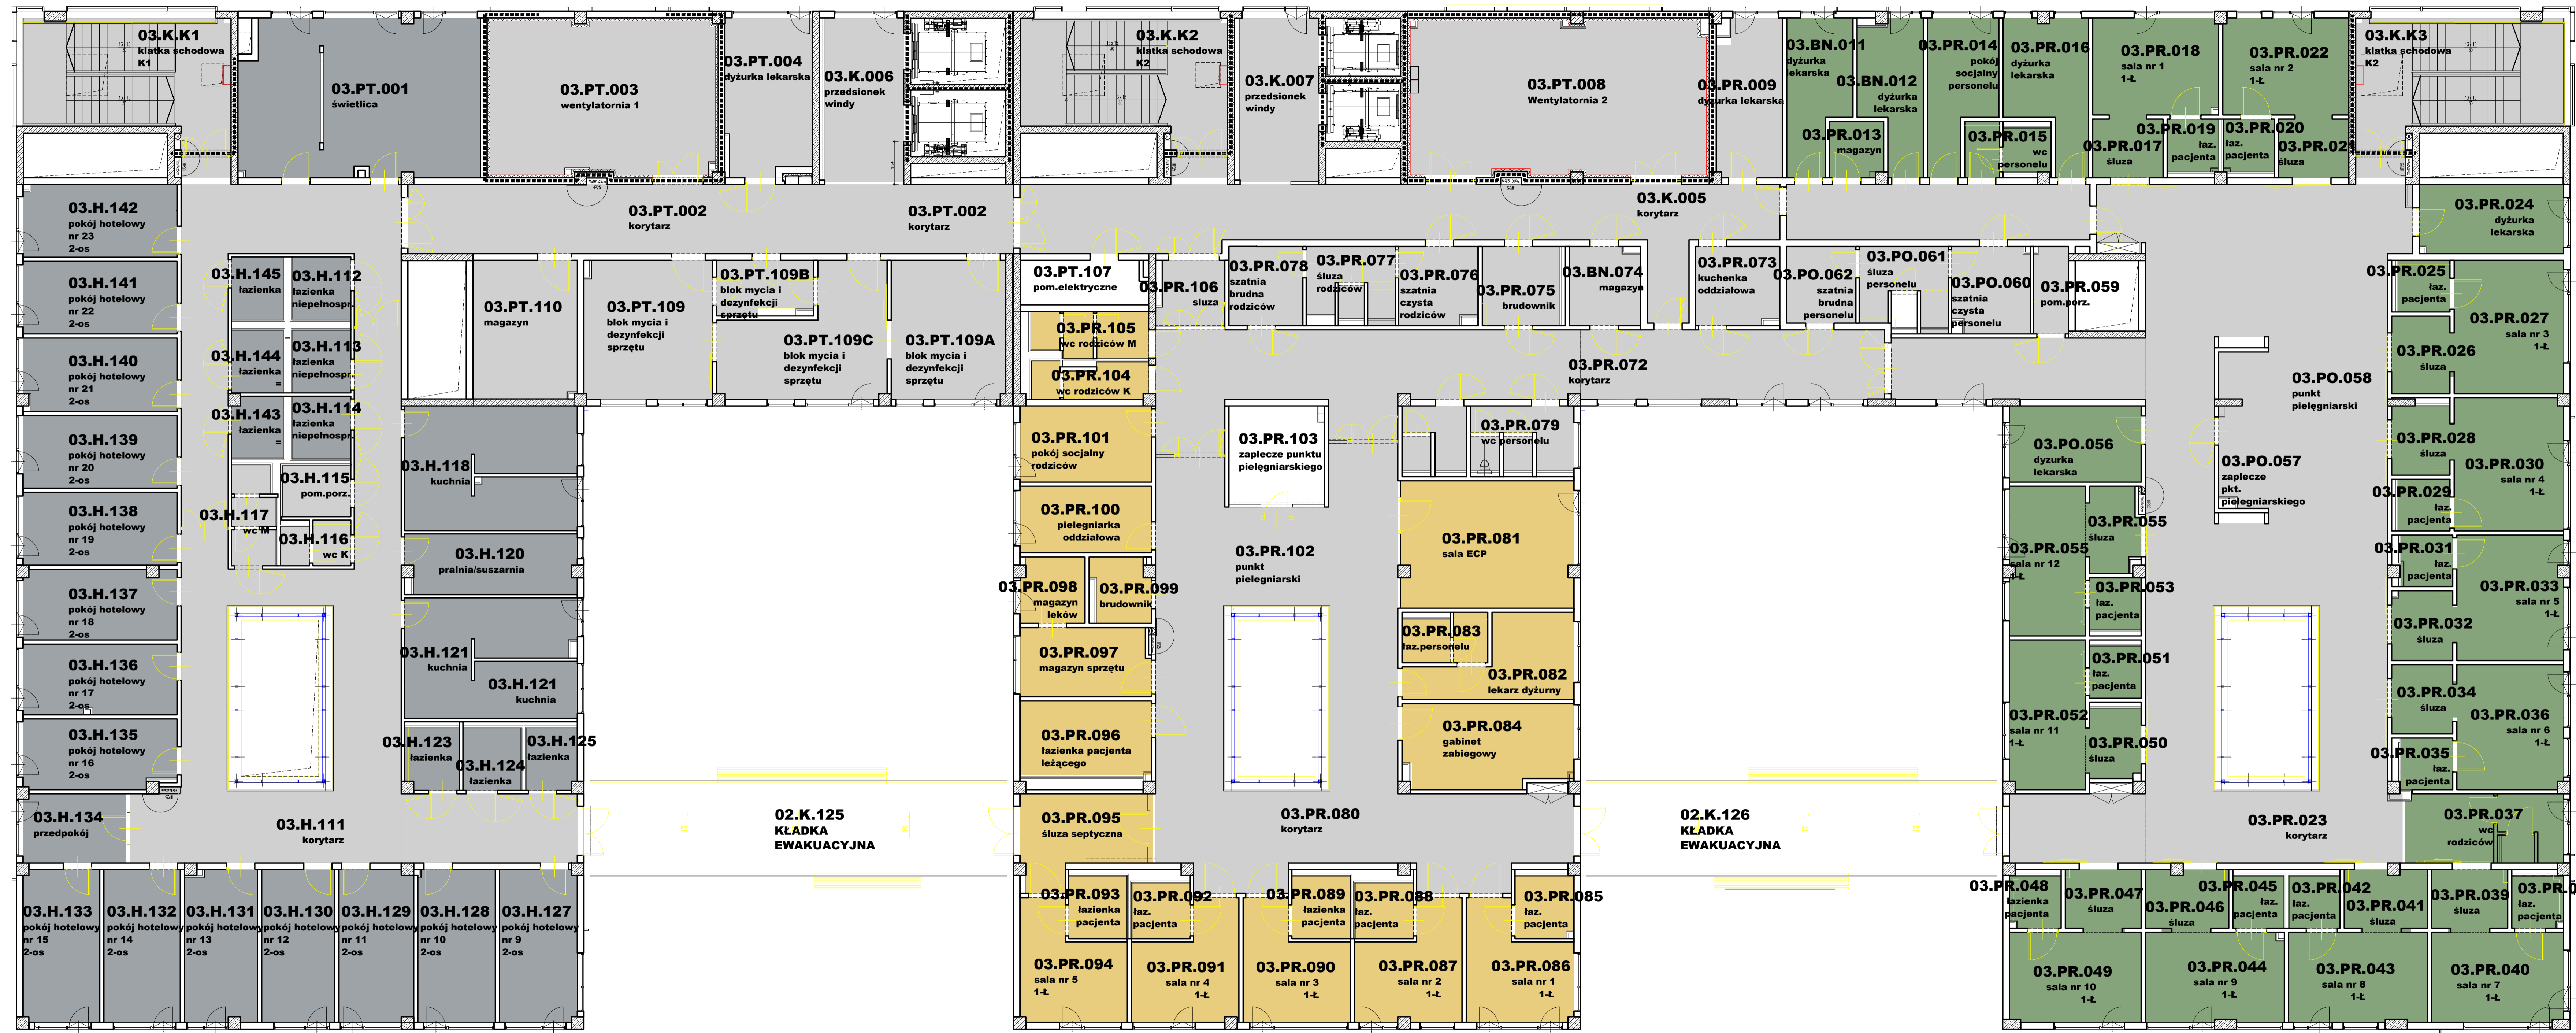 03.K.K1
klatka schodowa
K1
03.PT.001
świetlica
03.PT.003
wentylatornia 1
03.PT.004
dyżurka lekarska
03.K.006
przedsionek
windy
03.K.K2
klatka schodowa
K2
03.K.007
przedsionek
windy
03.PT.008
Wentylatornia 2
03.PR.009
dyżurka lekarska
03.BN.011
dyżurka
lekarska
03.BN.012
dyżurka
lekarska
03.PR.013
magazyn
03.PR.014
pokój
socjalny
personelu
03.PR.016
dyżurka
lekarska
03.PR.015
wc
personelu
03.PR.018
sala nr 1
1-Ł
03.PR.022
sala nr 2
1-Ł
03.PR.017
śluza
03.PR.019
łaz.
pacjenta
03.PR.020
łaz.
pacjenta
03.PR.021
śluza
03.K.K3
klatka schodowa
K2
03.H.142
pokój hotelowy
nr 23
2-os
03.PT.002
korytarz
03.PT.002
korytarz
03.K.005
korytarz
03.PR.024
dyżurka
lekarska
03.H.141
pokój hotelowy
nr 22
2-os
03.H.145
łazienka
03.H.112
łazienka
niepełnospr.
03.PT.110
magazyn
03.PT.109
blok mycia i
dezynfekcji
sprzętu
03.PT.109B
blok mycia i
dezynfekcji
sprzętu
03.PT.109C
blok mycia i
dezynfekcji
sprzętu
03.PT.109A
blok mycia i
dezynfekcji
sprzętu
03.PT.107
pom.elektryczne
03.PR.106
sluza
03.PR.078
szatnia
brudna
rodziców
03.PR.077
śluza
rodziców
03.PR.076
szatnia
czysta
rodziców
03.PR.075
brudownik
03.BN.074
magazyn
03.PR.073
kuchenka
oddziałowa
03.PO.062
szatnia
brudna
personelu
03.PO.061
śluza
personelu
03.PO.060
szatnia
czysta
personelu
03.PR.059
pom.porz.
03.PR.025
łaz.
pacjenta
03.PR.027
sala nr 3
1-Ł
03.PR.026
śluza
03.H.140
pokój hotelowy
nr 21
2-os
03.H.144
łazienka
=
03.H.113
łazienka
niepełnospr.
03.PR.105
wc rodziców M
03.PR.104
wc rodziców K
03.PR.072
korytarz
03.PO.058
punkt
pielęgniarski
03.H.139
pokój hotelowy
nr 20
2-os
03.H.143
łazienka
=
03.H.114
łazienka
niepełnospr.
03.H.118
kuchnia
03.PR.101
pokój socjalny
rodziców
03.PR.103
zaplecze punktu
pielęgniarskiego
03.PR.079
wc personelu
03.PO.056
dyzurka
lekarska
03.PO.057
zaplecze
pkt.
pielęgniarskiego
03.PR.028
śluza
03.PR.030
sala nr 4
1-Ł
03.PR.029
łaz.
pacjenta
03.H.138
pokój hotelowy
nr 19
2-os
03.H.115
pom.porz.
03.H.117
wc M
03.H.116
wc K
03.H.120
pralnia/suszarnia
03.PR.100
pielegniarka
oddziałowa
03.PR.102
punkt
pielegniarski
03.PR.081
sala ECP
03.PR.055
sala nr 12
1-Ł
03.PR.055
śluza
03.PR.053
łaz.
pacjenta
03.PR.031
łaz.
pacjenta
03.PR.033
sala nr 5
1-Ł
03.PR.032
śluza
03.H.137
pokój hotelowy
nr 18
2-os
03.PR.098
magazyn
leków
03.PR.099
brudownik
03.H.136
pokój hotelowy
nr 17
2-os
03.H.121
kuchnia
03.H.121
kuchnia
03.PR.097
magazyn sprzętu
03.PR.083
łaz.personelu
03.PR.082
lekarz dyżurny
03.PR.051
łaz.
pacjenta
03.PR.052
sala nr 11
1-Ł
03.PR.050
śluza
03.PR.034
śluza
03.PR.036
sala nr 6
1-Ł
03.PR.035
łaz.
pacjenta
03.H.135
pokój hotelowy
nr 16
2-os
03.H.123
łazienka
03.H.124
łazienka
03.H.125
łazienka
03.PR.096
łazienka pacjenta
leżącego
03.PR.084
gabinet
zabiegowy
03.H.134
przedpokój
03.H.111
korytarz
02.K.125
KŁADKA
EWAKUACYJNA
03.PR.095
śluza septyczna
03.PR.080
korytarz
02.K.126
KŁADKA
EWAKUACYJNA
03.PR.023
korytarz
03.PR.037
wc
rodziców
03.H.133
pokój hotelowy
nr 15
2-os
03.H.132
pokój hotelowy
nr 14
2-os
03.H.131
pokój hotelowy
nr 13
2-os
03.H.130
pokój hotelowy
nr 12
2-os
03.H.129
pokój hotelowy
nr 11
2-os
03.H.128
pokój hotelowy
nr 10
2-os
03.H.127
pokój hotelowy
nr 9
2-os
03.PR.093
łazienka
pacjenta
03.PR.092
łaz.
pacjenta
03.PR.089
łazienka
pacjenta
03.PR.088
łaz.
pacjenta
03.PR.085
łaz.
pacjenta
03.PR.094
sala nr 5
1-Ł
03.PR.091
sala nr 4
1-Ł
03.PR.090
sala nr 3
1-Ł
03.PR.087
sala nr 2
1-Ł
03.PR.086
sala nr 1
1-Ł
03.PR.048
łazienka
pacjenta
03.PR.047
śluza
03.PR.046
śluza
03.PR.045
łaz.
pacjenta
03.PR.042
łaz.
pacjenta
03.PR.041
śluza
03.PR.039
śluza
03.PR.0
łaz.
pacjenta
03.PR.049
sala nr 10
1-Ł
03.PR.044
sala nr 9
1-Ł
03.PR.043
sala nr 8
1-Ł
03.PR.040
sala nr 7
1-Ł